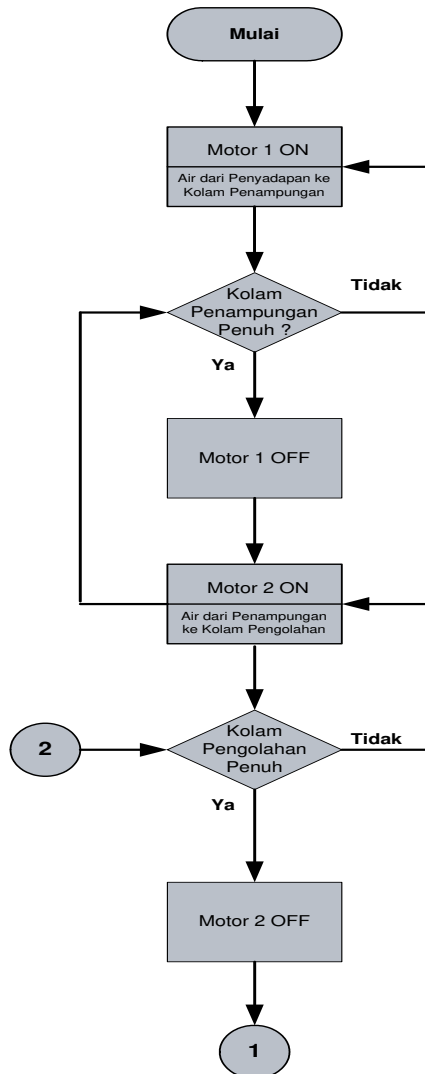 Mulai
Motor 1 ON
Air dari Penyadapan ke
Kolam Penampungan
Kolam
Penampungan
Penuh ?
Tidak
Ya
Motor 1 OFF
Motor 2 ON
Air dari Penampungan
ke Kolam Pengolahan
2
Kolam
Pengolahan
Penuh
Tidak
Ya
Motor 2 OFF
1